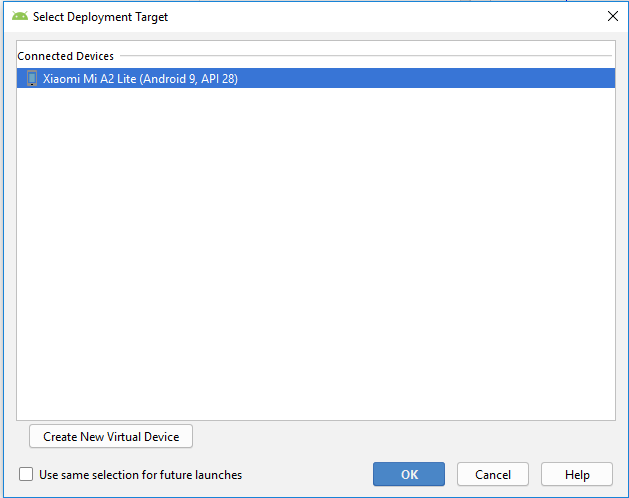 Select Deployment Target
Connected Devices
Xiaomi Mi A2 Lite (Android 9, API 28)
Create New Virtual Device
Use same selection for future launches
OK
Cancel
Help